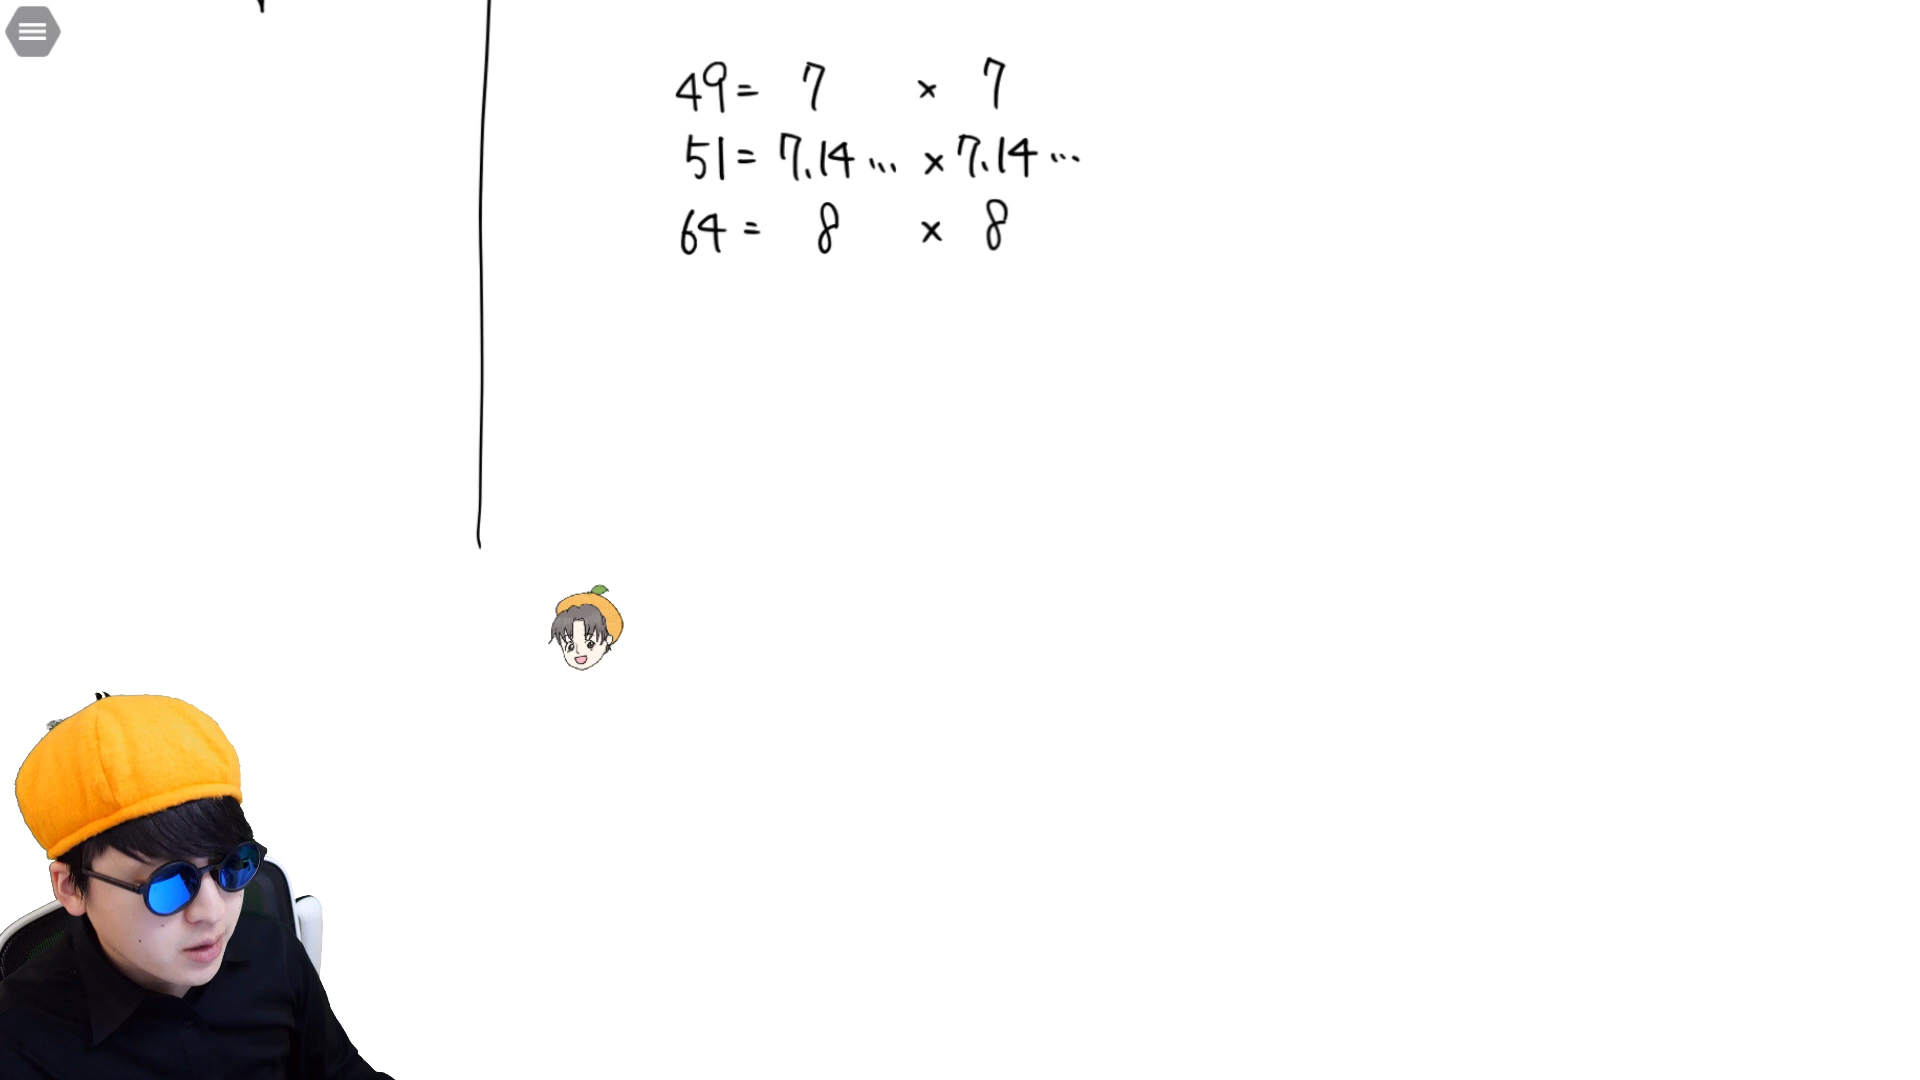 49 = 7 × 7
51 = 7.14... × 7.14...
64 = 8 × 8